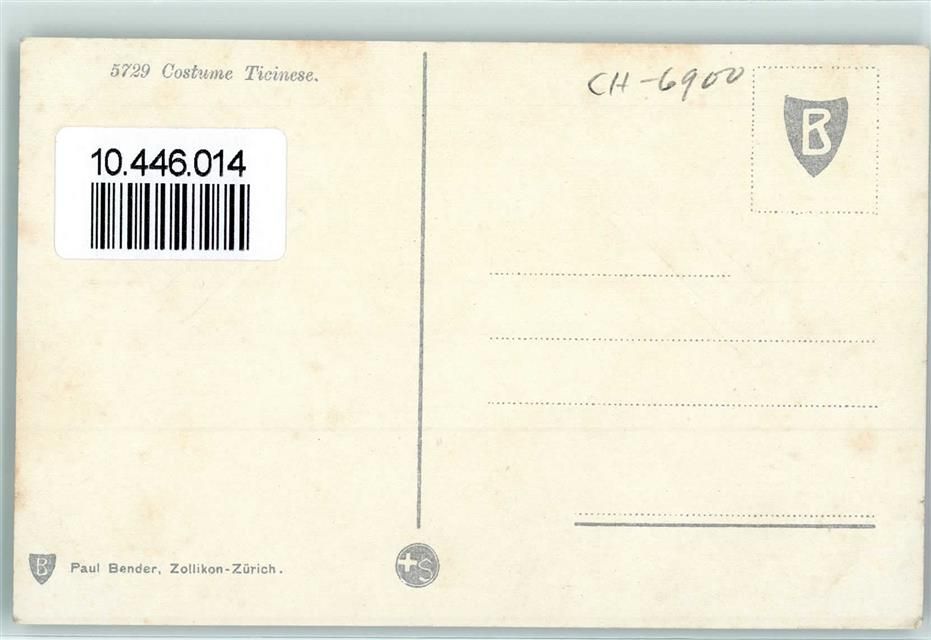 5729 Costume Ticinese.
CH-6900
B
10.446.014
B
Paul Bender, Zollikon-Zürich.
+S